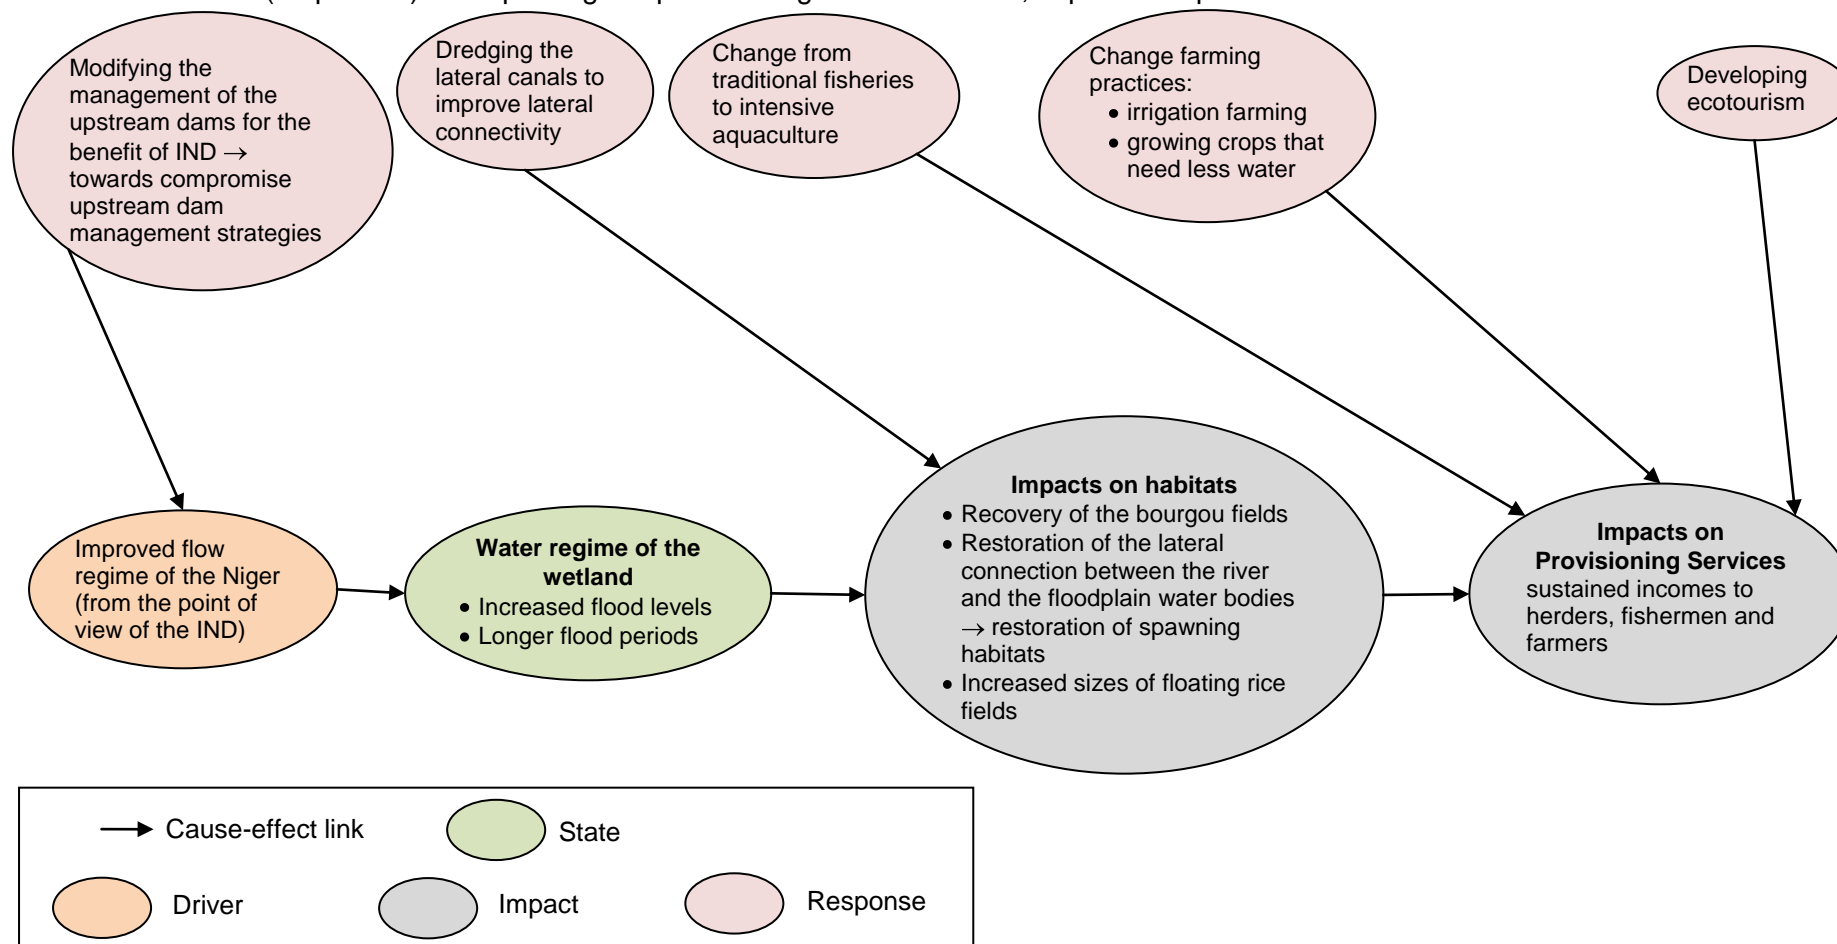 Modifying the
management of the
upstream dams for the
benefit of IND →
towards compromise
upstream dam
management strategies
Dredging the
lateral canals to
improve lateral
connectivity
Change from
traditional fisheries
to intensive
aquaculture
Change farming
practices:
• irrigation farming
• growing crops that
need less water
Developing
ecotourism
Improved flow
regime of the Niger
(from the point of
view of the IND)
Water regime of the
wetland
• Increased flood levels
• Longer flood periods
Impacts on habitats
• Recovery of the bourgou fields
• Restoration of the lateral
connection between the river
and the floodplain water bodies
→ restoration of spawning
habitats
• Increased sizes of floating rice
fields
Impacts on
Provisioning Services
sustained incomes to
herders, fishermen and
farmers
Cause-effect link
State
Driver
Impact
Response